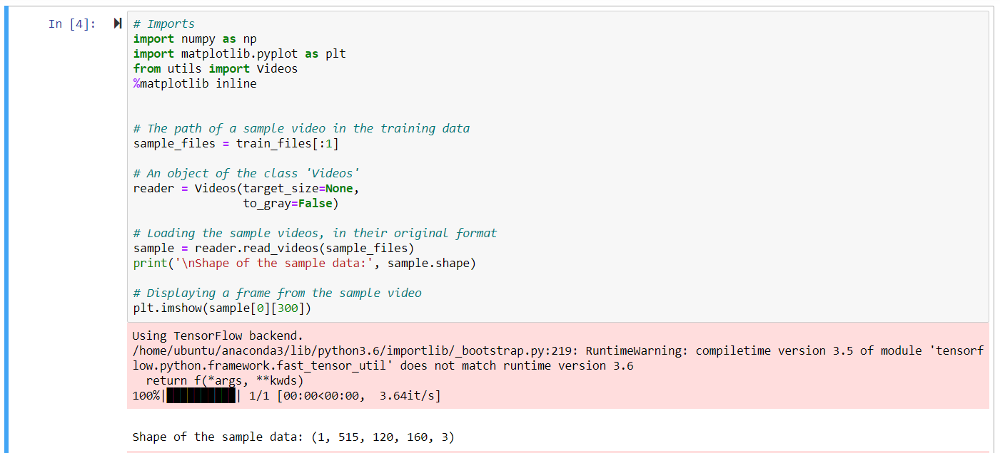 In [4]:
# Imports
import numpy as np
import matplotlib.pyplot as plt
from utils import Videos
%matplotlib inline
# The path of a sample video in the training data
sample_files = train_files[:1]
# An object of the class 'Videos'
reader = Videos(target_size=None,
                to_gray=False)
# Loading the sample videos, in their original format
sample = reader.read_videos(sample_files)
print('\nShape of the sample data:', sample.shape)
# Displaying a frame from the sample video
plt.imshow(sample[0][300])
Using TensorFlow backend.
/home/ubuntu/anaconda3/lib/python3.6/importlib/_bootstrap.py:219: RuntimeWarning: compiletime version 3.5 of module 'tensorf
low.python.framework.fast_tensor_util' does not match runtime version 3.6
  return f(*args, **kwds)
100%|██████████| 1/1 [00:00<00:00,  3.64it/s]
Shape of the sample data: (1, 515, 120, 160, 3)